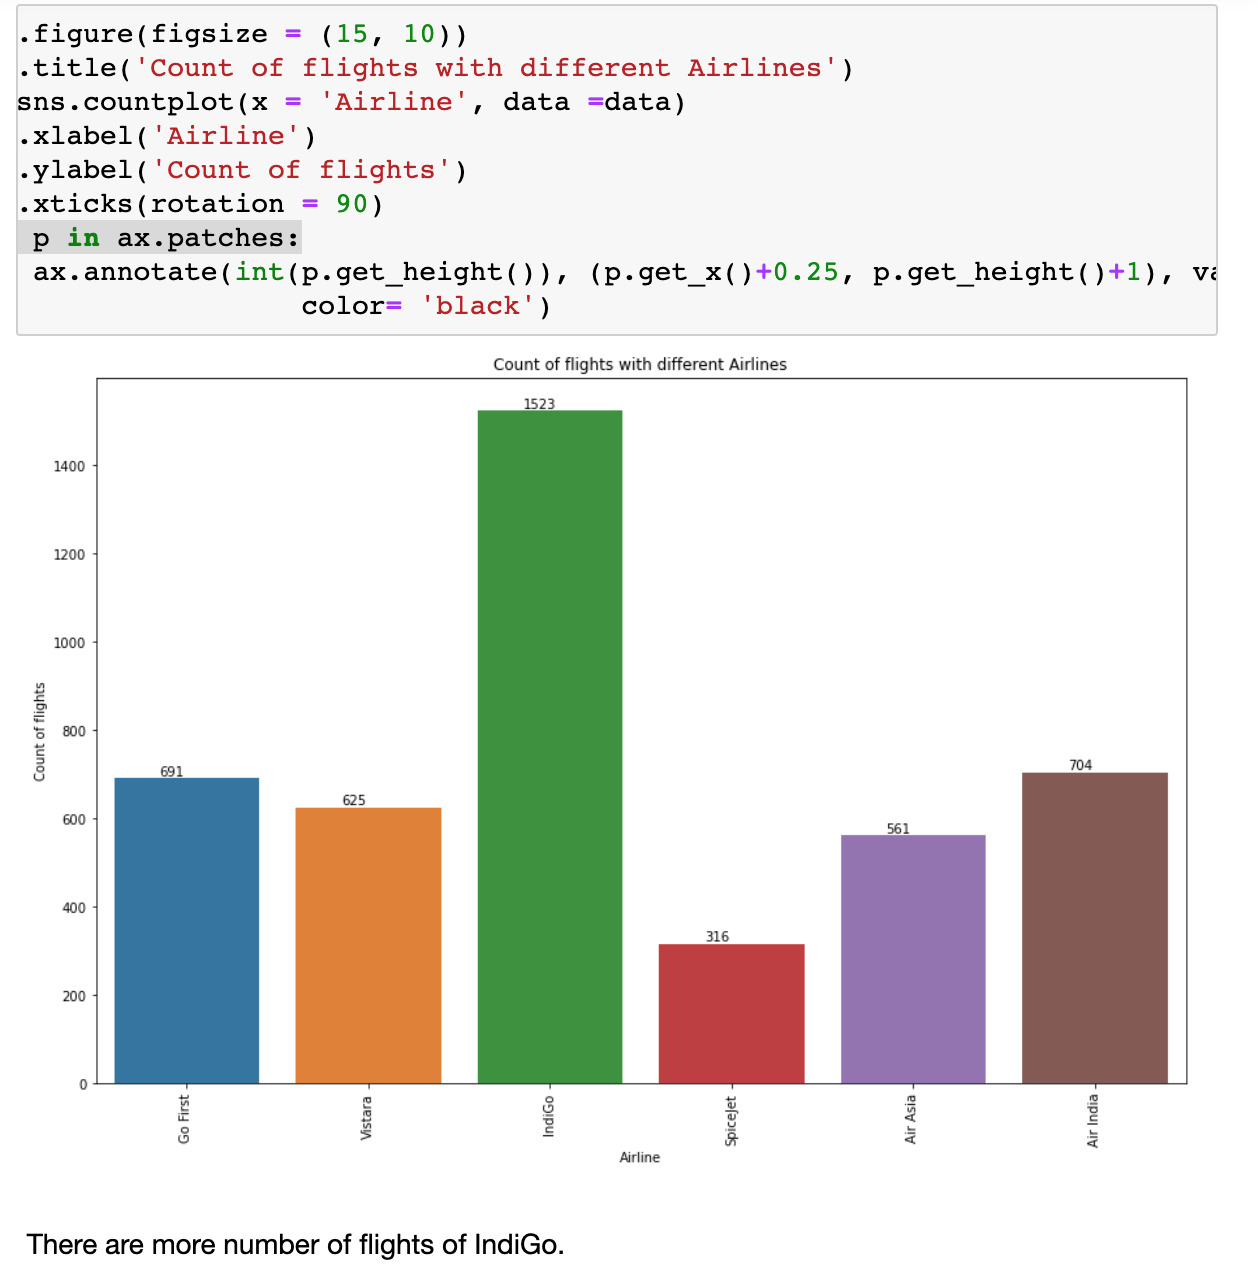 .figure(figsize = (15, 10))
.title('Count of flights with different Airlines')
sns.countplot(x = 'Airline', data =data)
.xlabel('Airline')
.ylabel('Count of flights')
.xticks(rotation = 90)
p in ax.patches:
ax.annotate(int(p.get_height()), (p.get_x()+0.25, p.get_height()+1), va
color= 'black')
Count of flights with different Airlines
1523
1400
1200
1000
Count of flights
800
691
704
625
600
561
400
316
200
0
Go First
Vistara
IndiGo
SpiceJet
Air Asia
Air India
Airline
There are more number of flights of IndiGo.